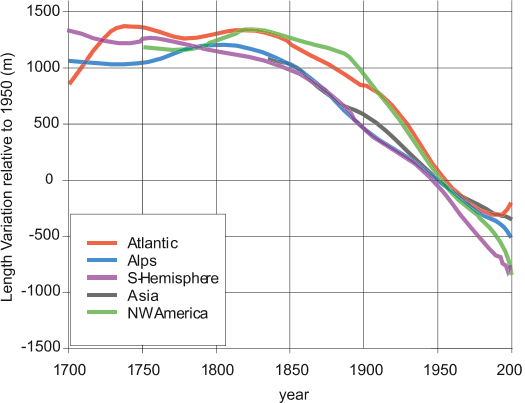 Length Variation relative to 1950 (m)
1500
1000
500
0
-500
-1000
-1500
Atlantic
Alps
S-Hemisphere
Asia
NWAmerica
1700 1750 1800 1850 1900 1950 200
year